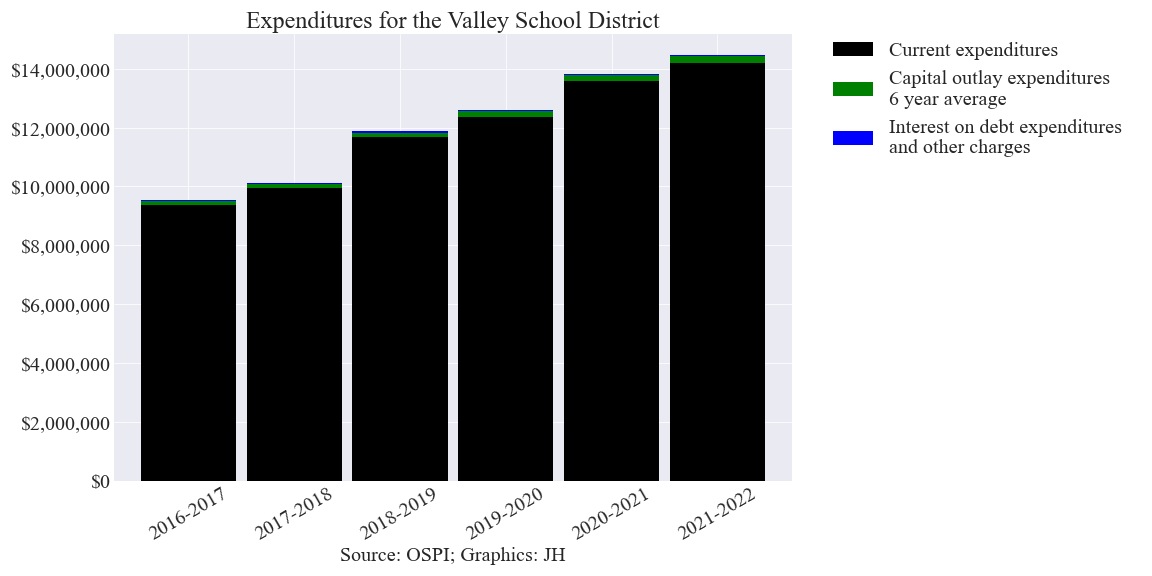 Expenditures for the Valley School District
$14,000,000
$12,000,000
$10,000,000
$8,000,000
$6,000,000
$4,000,000
$2,000,000
$0
2016-2017
2017-2018
2018-2019
2019-2020
2020-2021
2021-2022
Source: OSPI; Graphics: JH
Current expenditures
Capital outlay expenditures
6 year average
Interest on debt expenditures
and other charges